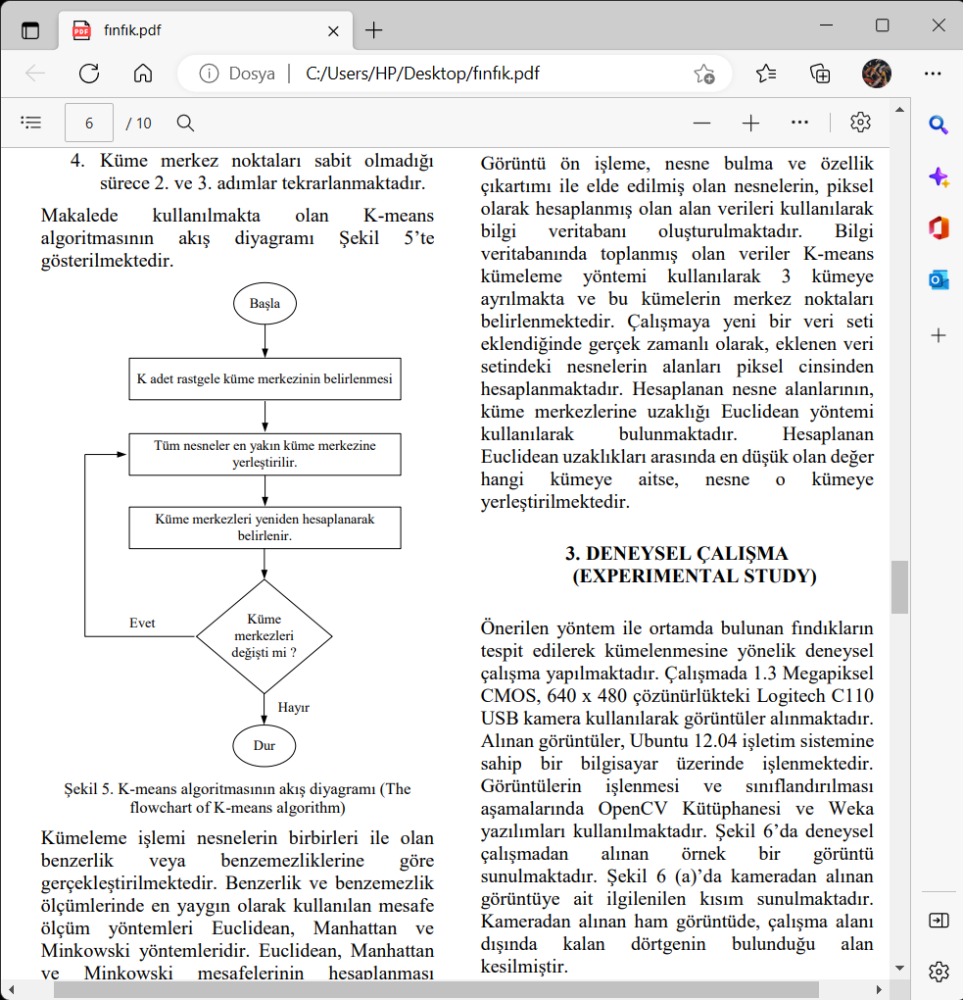 fınfık.pdf
Dosya
C:/Users/HP/Desktop/fınfık.pdf
6
/ 10
4. Küme merkez noktaları sabit olmadığı
sürece 2. ve 3. adımlar tekrarlanmaktadır.
Makalede kullanılmakta olan K-means
algoritmasının akış diyagramı Şekil 5’te
gösterilmektedir.
Başla
K adet rastgele küme merkezinin belirlenmesi
Tüm nesneler en yakın küme merkezine
yerleştirilir.
Küme merkezleri yeniden hesaplanarak
belirlenir.
Küme
merkezleri
değişti mi ?
Evet
Hayır
Dur
Şekil 5. K-means algoritmasının akış diyagramı (The
flowchart of K-means algorithm)
Kümeleme işlemi nesnelerin birbirleri ile olan
benzerlik veya benzemezliklerine göre
gerçekleştirilmektedir. Benzerlik ve benzemezlik
ölçümlerinde en yaygın olarak kullanılan mesafe
ölçüm yöntemleri Euclidean, Manhattan ve
Minkowski yöntemleridir. Euclidean, Manhattan
ve Minkowski mesafelerinin hesaplanması
Görüntü ön işleme, nesne bulma ve özellik
çıkartımı ile elde edilmiş olan nesnelerin, piksel
olarak hesaplanmış olan alan verileri kullanılarak
bilgi veritabanı oluşturulmaktadır. Bilgi
veritabanında toplanmış olan veriler K-means
kümeleme yöntemi kullanılarak 3 kümeye
ayrılmakta ve bu kümelerin merkez noktaları
belirlenmektedir. Çalışmaya yeni bir veri seti
eklendiğinde gerçek zamanlı olarak, eklenen veri
setindeki nesnelerin alanları piksel cinsinden
hesaplanmaktadır. Hesaplanan nesne alanlarının,
küme merkezlerine uzaklığı Euclidean yöntemi
kullanılarak bulunmaktadır. Hesaplanan
Euclidean uzaklıkları arasında en düşük olan değer
hangi kümeye aitse, nesne o kümeye
yerleştirilmektedir.
3. DENEYSEL ÇALIŞMA
(EXPERIMENTAL STUDY)
Önerilen yöntem ile ortamda bulunan fındıkların
tespit edilerek kümelenmesine yönelik deneysel
çalışma yapılmaktadır. Çalışmada 1.3 Megapiksel
CMOS, 640 x 480 çözünürlükteki Logitech C110
USB kamera kullanılarak görüntüler alınmaktadır.
Alınan görüntüler, Ubuntu 12.04 işletim sistemine
sahip bir bilgisayar üzerinde işlenmektedir.
Görüntülerin işlenmesi ve sınıflandırılması
aşamalarında OpenCV Kütüphanesi ve Weka
yazılımları kullanılmaktadır. Şekil 6’da deneysel
çalışmadan alınan örnek bir görüntü
sunulmaktadır. Şekil 6 (a)’da kameradan alınan
görüntüye ait ilgilenilen kısım sunulmaktadır.
Kameradan alınan ham görüntüde, çalışma alanı
dışında kalan dörtgenin bulunduğu alan
kesilmiştir.